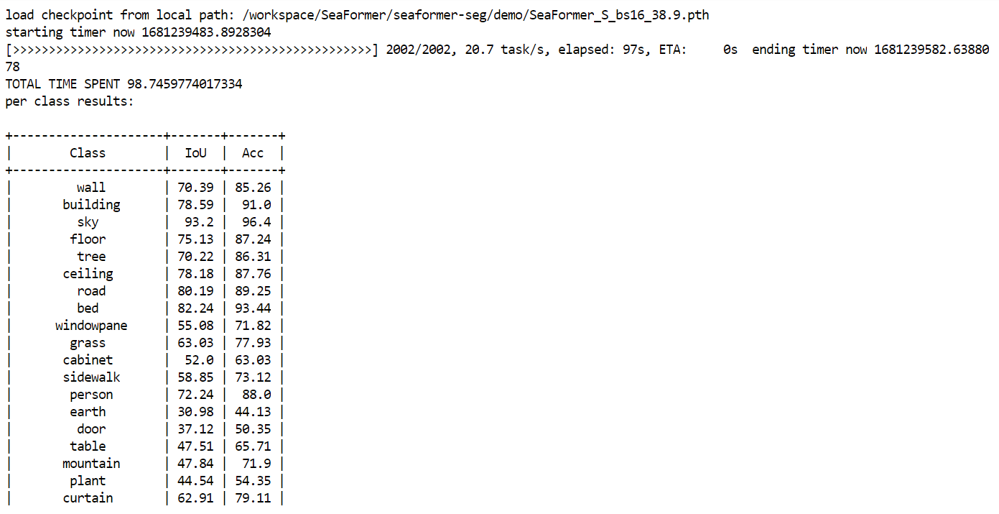 load checkpoint from local path: /workspace/SeaFormer/seaformer-seg/demo/SeaFormer_S_bs16_38.9.pth
starting timer now 1681239483.8928304
[>>>>>>>>>>>>>>>>>>>>>>>>>>>>>>>>>>>>>>>>>>>>>>>>>>] 2002/2002, 20.7 task/s, elapsed: 97s, ETA:     0s  ending timer now 1681239582.63880
78
TOTAL TIME SPENT 98.7459774017334
per class results:

+---------------------+-------+-------+
|        Class        |  IoU  |  Acc  |
+---------------------+-------+-------+
|         wall        | 70.39 | 85.26 |
|       building      | 78.59 |  91.0 |
|         sky         |  93.2 |  96.4 |
|        floor        | 75.13 | 87.24 |
|         tree        | 70.22 | 86.31 |
|       ceiling       | 78.18 | 87.76 |
|         road        | 80.19 | 89.25 |
|         bed         | 82.24 | 93.44 |
|      windowpane     | 55.08 | 71.82 |
|        grass        | 63.03 | 77.93 |
|       cabinet       |  52.0 | 63.03 |
|       sidewalk      | 58.85 | 73.12 |
|        person       | 72.24 |  88.0 |
|        earth        | 30.98 | 44.13 |
|         door        | 37.12 | 50.35 |
|        table        | 47.51 | 65.71 |
|       mountain      | 47.84 |  71.9 |
|        plant        | 44.54 | 54.35 |
|       curtain       | 62.91 | 79.11 |